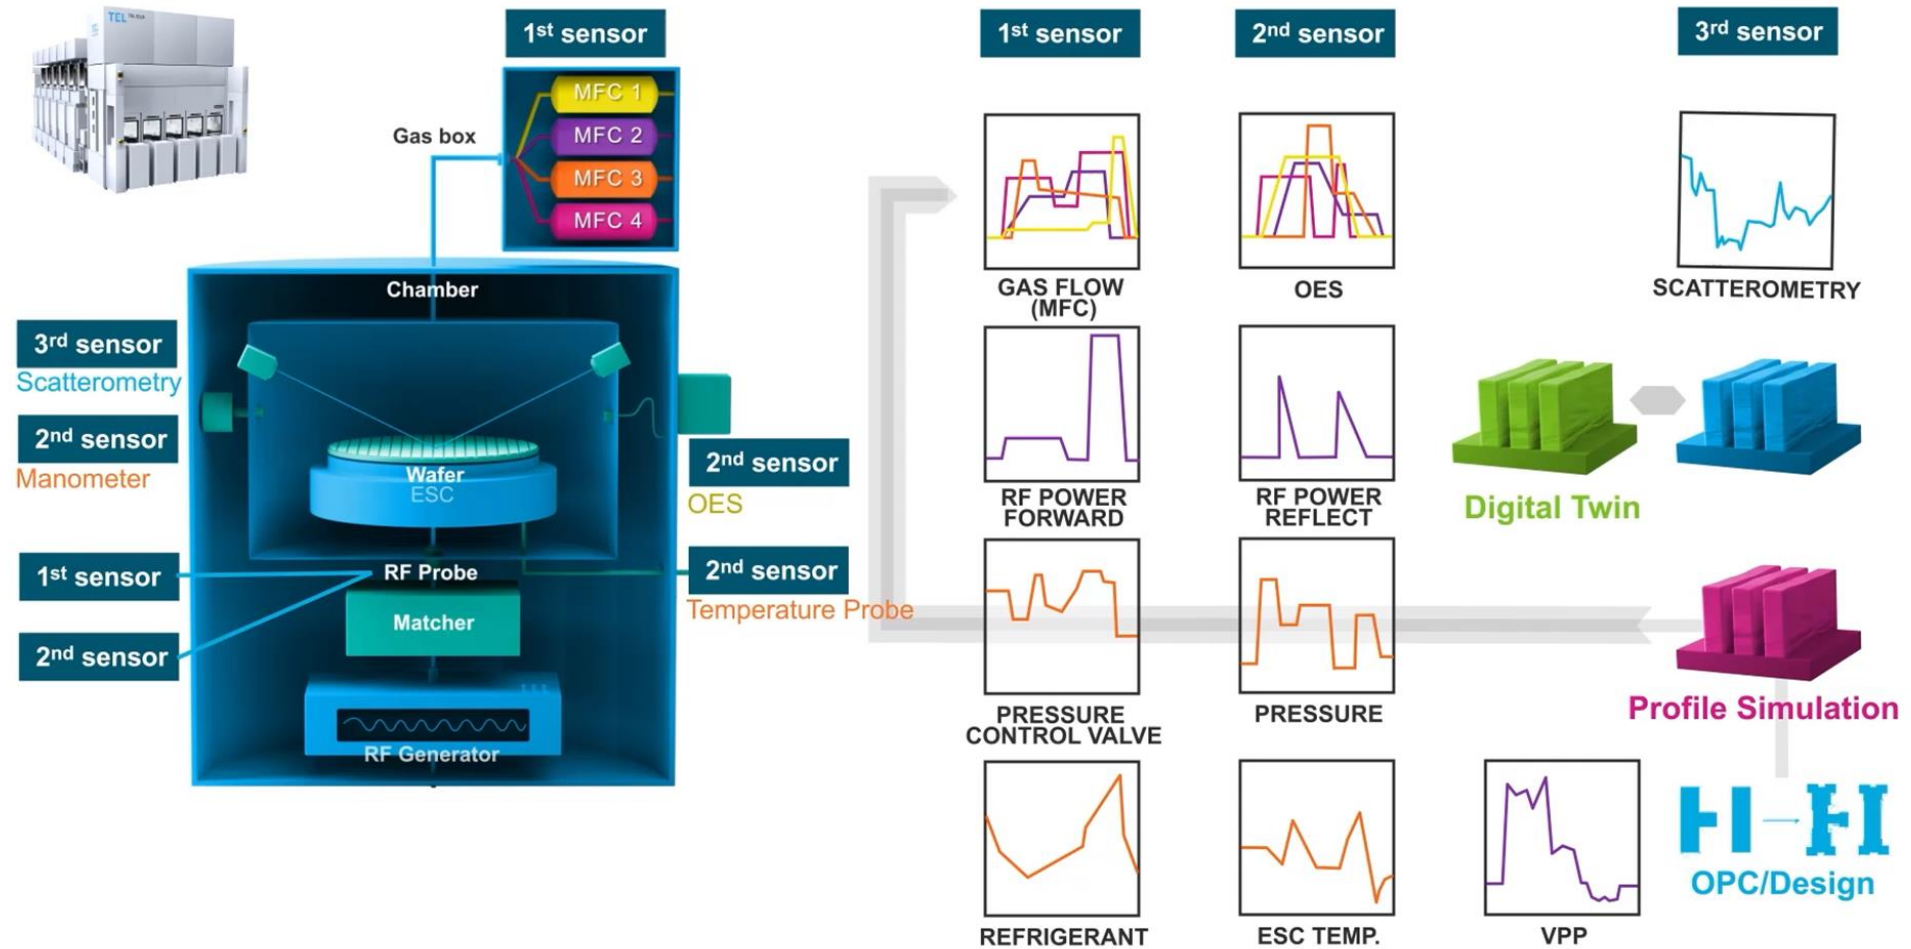 TEL
1st sensor
MFC 1
MFC 2
MFC 3
MFC 4
Gas box
Chamber
3rd sensor
Scatterometry
2nd sensor
Manometer
Wafer
ESC
2nd sensor
OES
1st sensor
RF Probe
2nd sensor
Temperature Probe
Matcher
2nd sensor
RF Generator
1st sensor
2nd sensor
3rd sensor
GAS FLOW
(MFC)
OES
SCATTEROMETRY
RF POWER
FORWARD
RF POWER
REFLECT
Digital Twin
PRESSURE
CONTROL VALVE
PRESSURE
Profile Simulation
REFRIGERANT
ESC TEMP.
VPP
OPC/Design